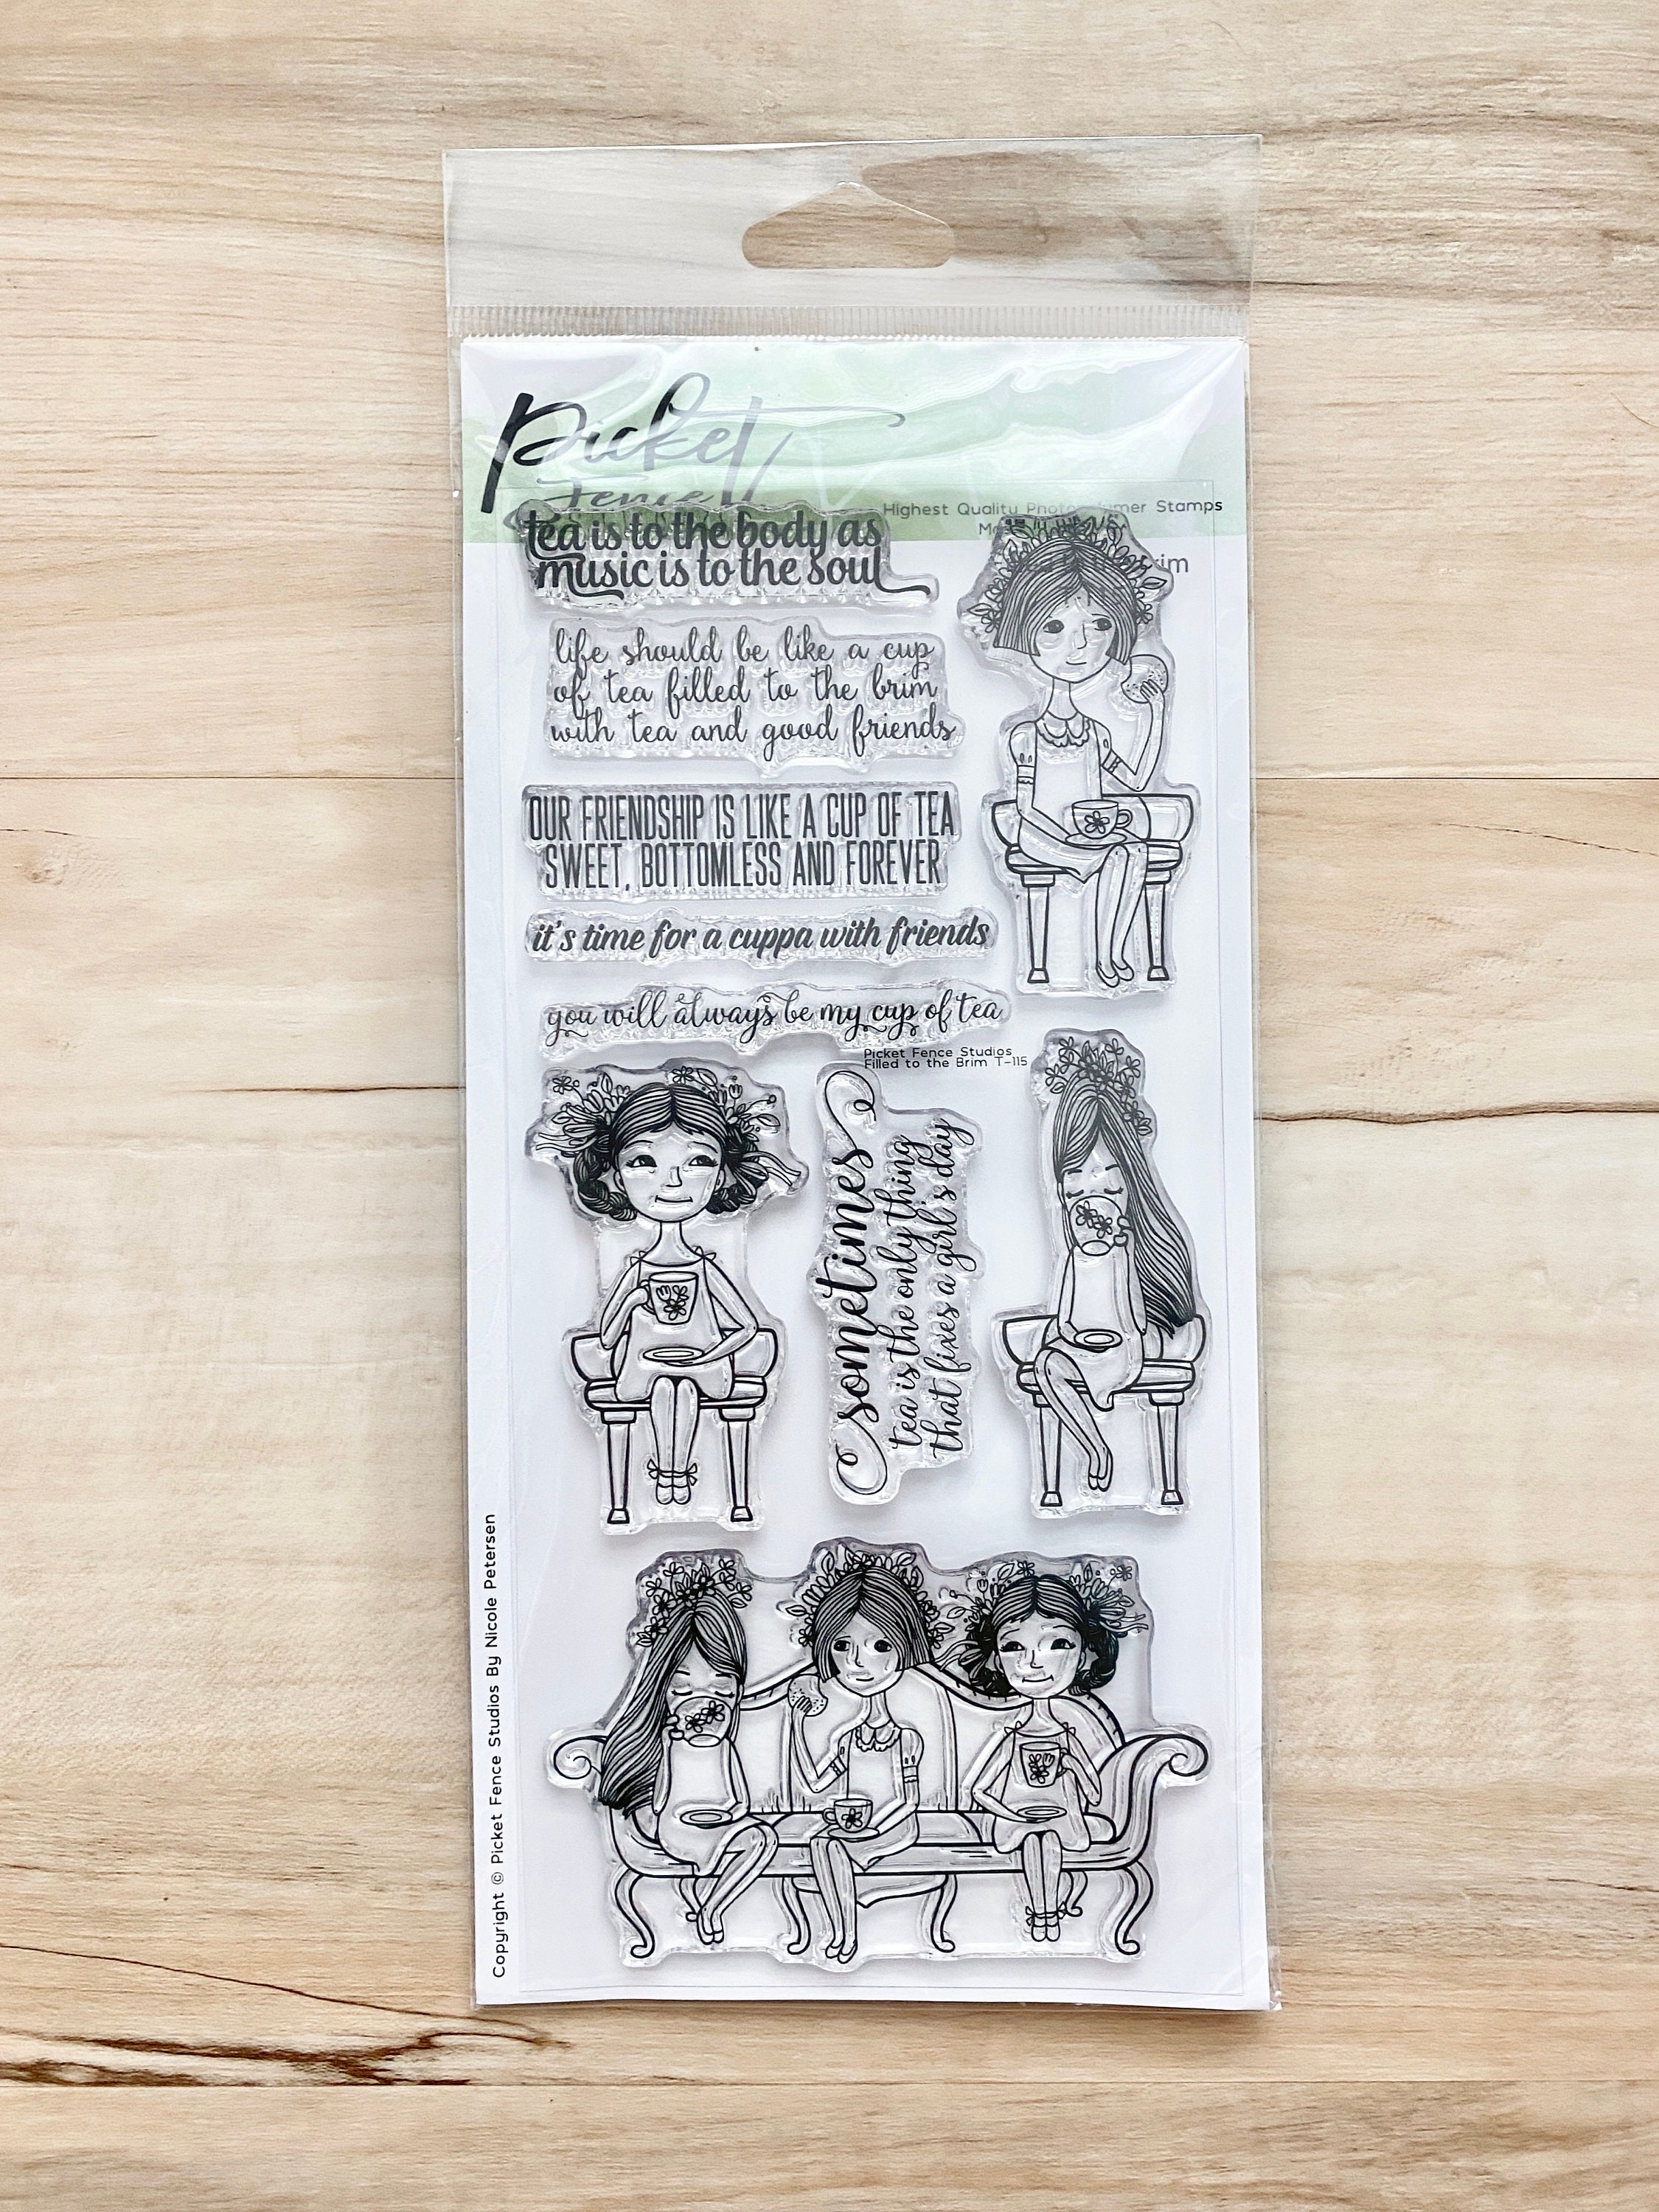 Picket
Fence
Highest Quality Photopolymer Stamps
tea is to the body as
music is to the soul
life should be like a cup
of tea filled to the brim
with tea and good friends
OUR FRIENDSHIP IS LIKE A CUP OF TEA
SWEET, BOTTOMLESS AND FOREVER
it's time for a cuppa with friends
you will always be my cup of tea
Picket Fence Studios
Filled to the Brim T-115
sometimes
tea is the only thing
that fixes a girl's day
Copyright © Picket Fence Studios By Nicole Petersen